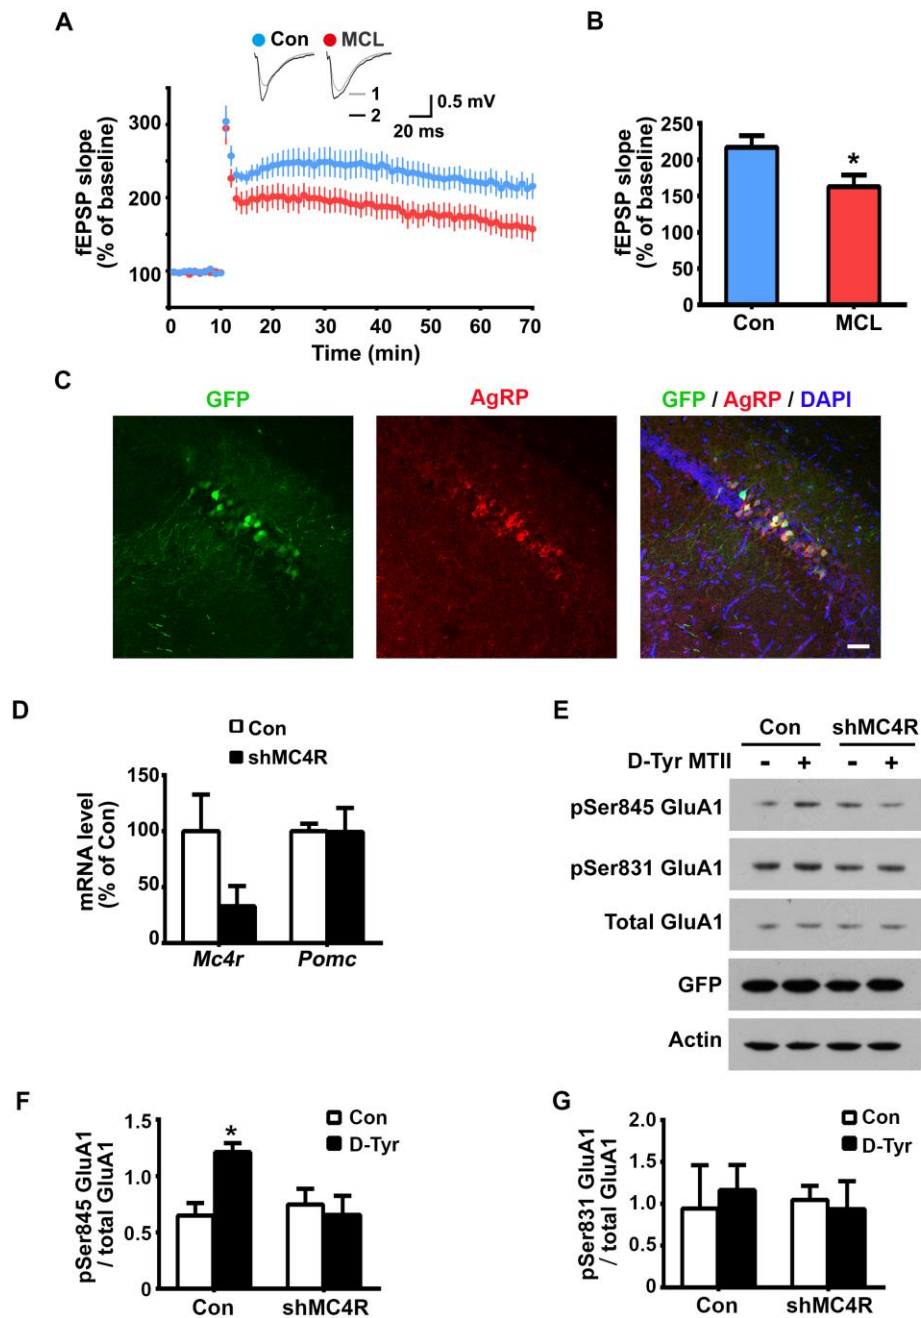 A
Con MCL
1
2
0.5 mV
20 ms
fEPSP slope
(% of baseline)
300
200
100
0 10 20 30 40 50 60 70
Time (min)
B
fEPSP slope
(% of baseline)
250
200
150
100
50
0
*
Con MCL
C
GFP AgRP GFP / AgRP / DAPI
D
Con
shMC4R
mRNA level
(% of Con)
150
100
50
0
Mc4r Pomc
E
Con shMC4R
D-Tyr MTII - + - +
pSer845 GluA1
pSer831 GluA1
Total GluA1
GFP
Actin
F
pSer845 GluA1
/ total GluA1
1.5
1.0
0.5
0
*
Con
D-Tyr
Con shMC4R
G
pSer831 GluA1
/ total GluA1
2.0
1.5
1.0
0.5
0
Con
D-Tyr
Con shMC4R